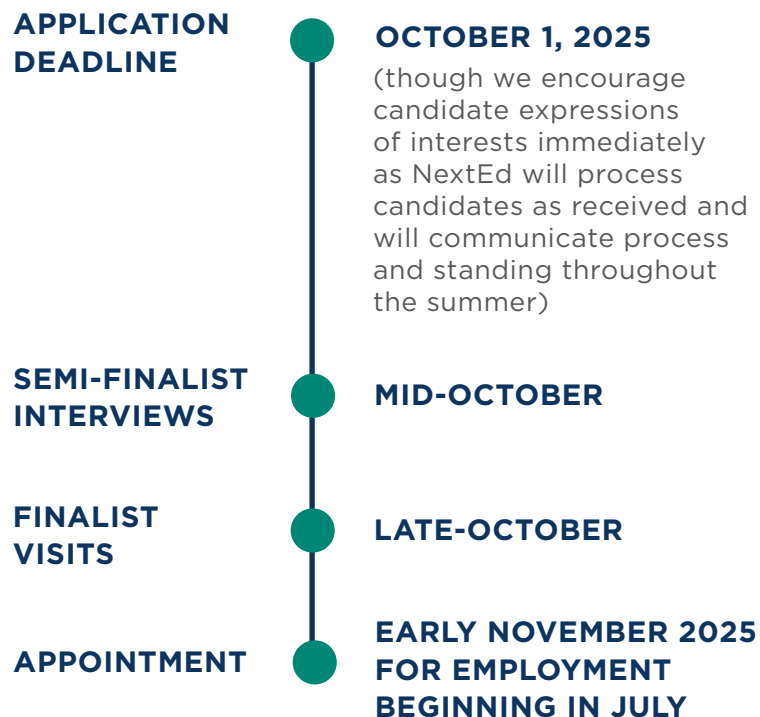 APPLICATION
DEADLINE
OCTOBER 1, 2025
(though we encourage
candidate expressions
of interests immediately
as NextEd will process
candidates as received and
will communicate process
and standing throughout
the summer)
SEMI-FINALIST
INTERVIEWS
MID-OCTOBER
FINALIST
VISITS
LATE-OCTOBER
APPOINTMENT
EARLY NOVEMBER 2025
FOR EMPLOYMENT
BEGINNING IN JULY